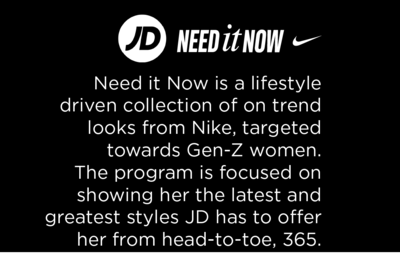 JD NEED it NOW
Need it Now is a lifestyle
driven collection of on trend
looks from Nike, targeted
towards Gen-Z women.
The program is focused on
showing her the latest and
greatest styles JD has to offer
her from head-to-toe, 365.